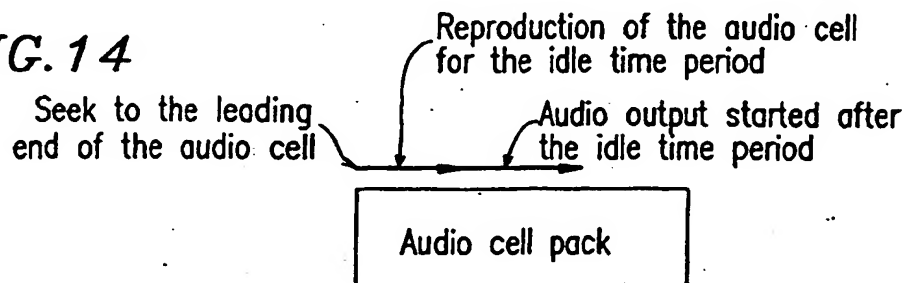 G.14
Reproduction of the audio cell
for the idle time period
Seek to the leading
end of the audio cell
Audio output started after
the idle time period
Audio cell pack